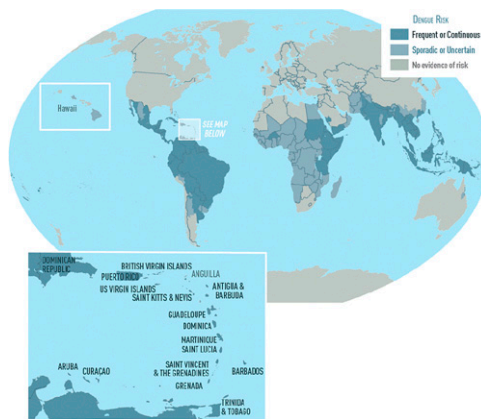 DENGUE RISK
Frequent or Continuous
Sporadic or Uncertain
No evidence of risk
Hawaii
SEE MAP
BELOW
DOMINICAN
REPUBLIC
BRITISH VIRGIN ISLANDS
PUERTO RICO
ANGUILLA
US VIRGIN ISLANDS
SAINT KITTS & NEVIS
ANTIGUA &
BARBUDA
GUADELOUPE
DOMINICA
MARTINIQUE
SAINT LUCIA
SAINT VINCENT
& THE GRENADINES
BARBADOS
ARUBA
CURAÇAO
GRENADA
TRINIDA
& TOBAGO